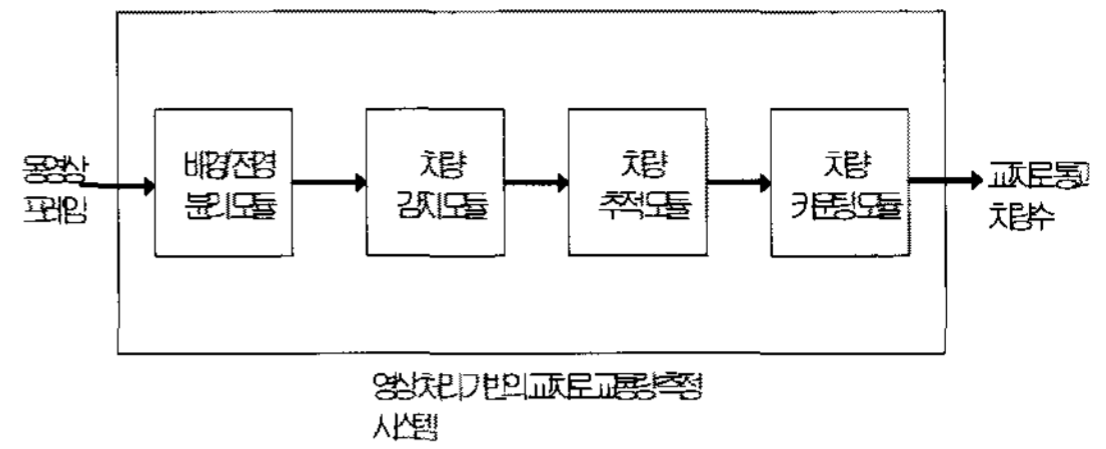 동영상
프레임
배경/전경
분리모듈
차량
감지모듈
차량
추적모듈
차량
카운팅모듈
교차로통과
차량수
영상처리기반의교차로교통량측정
시스템